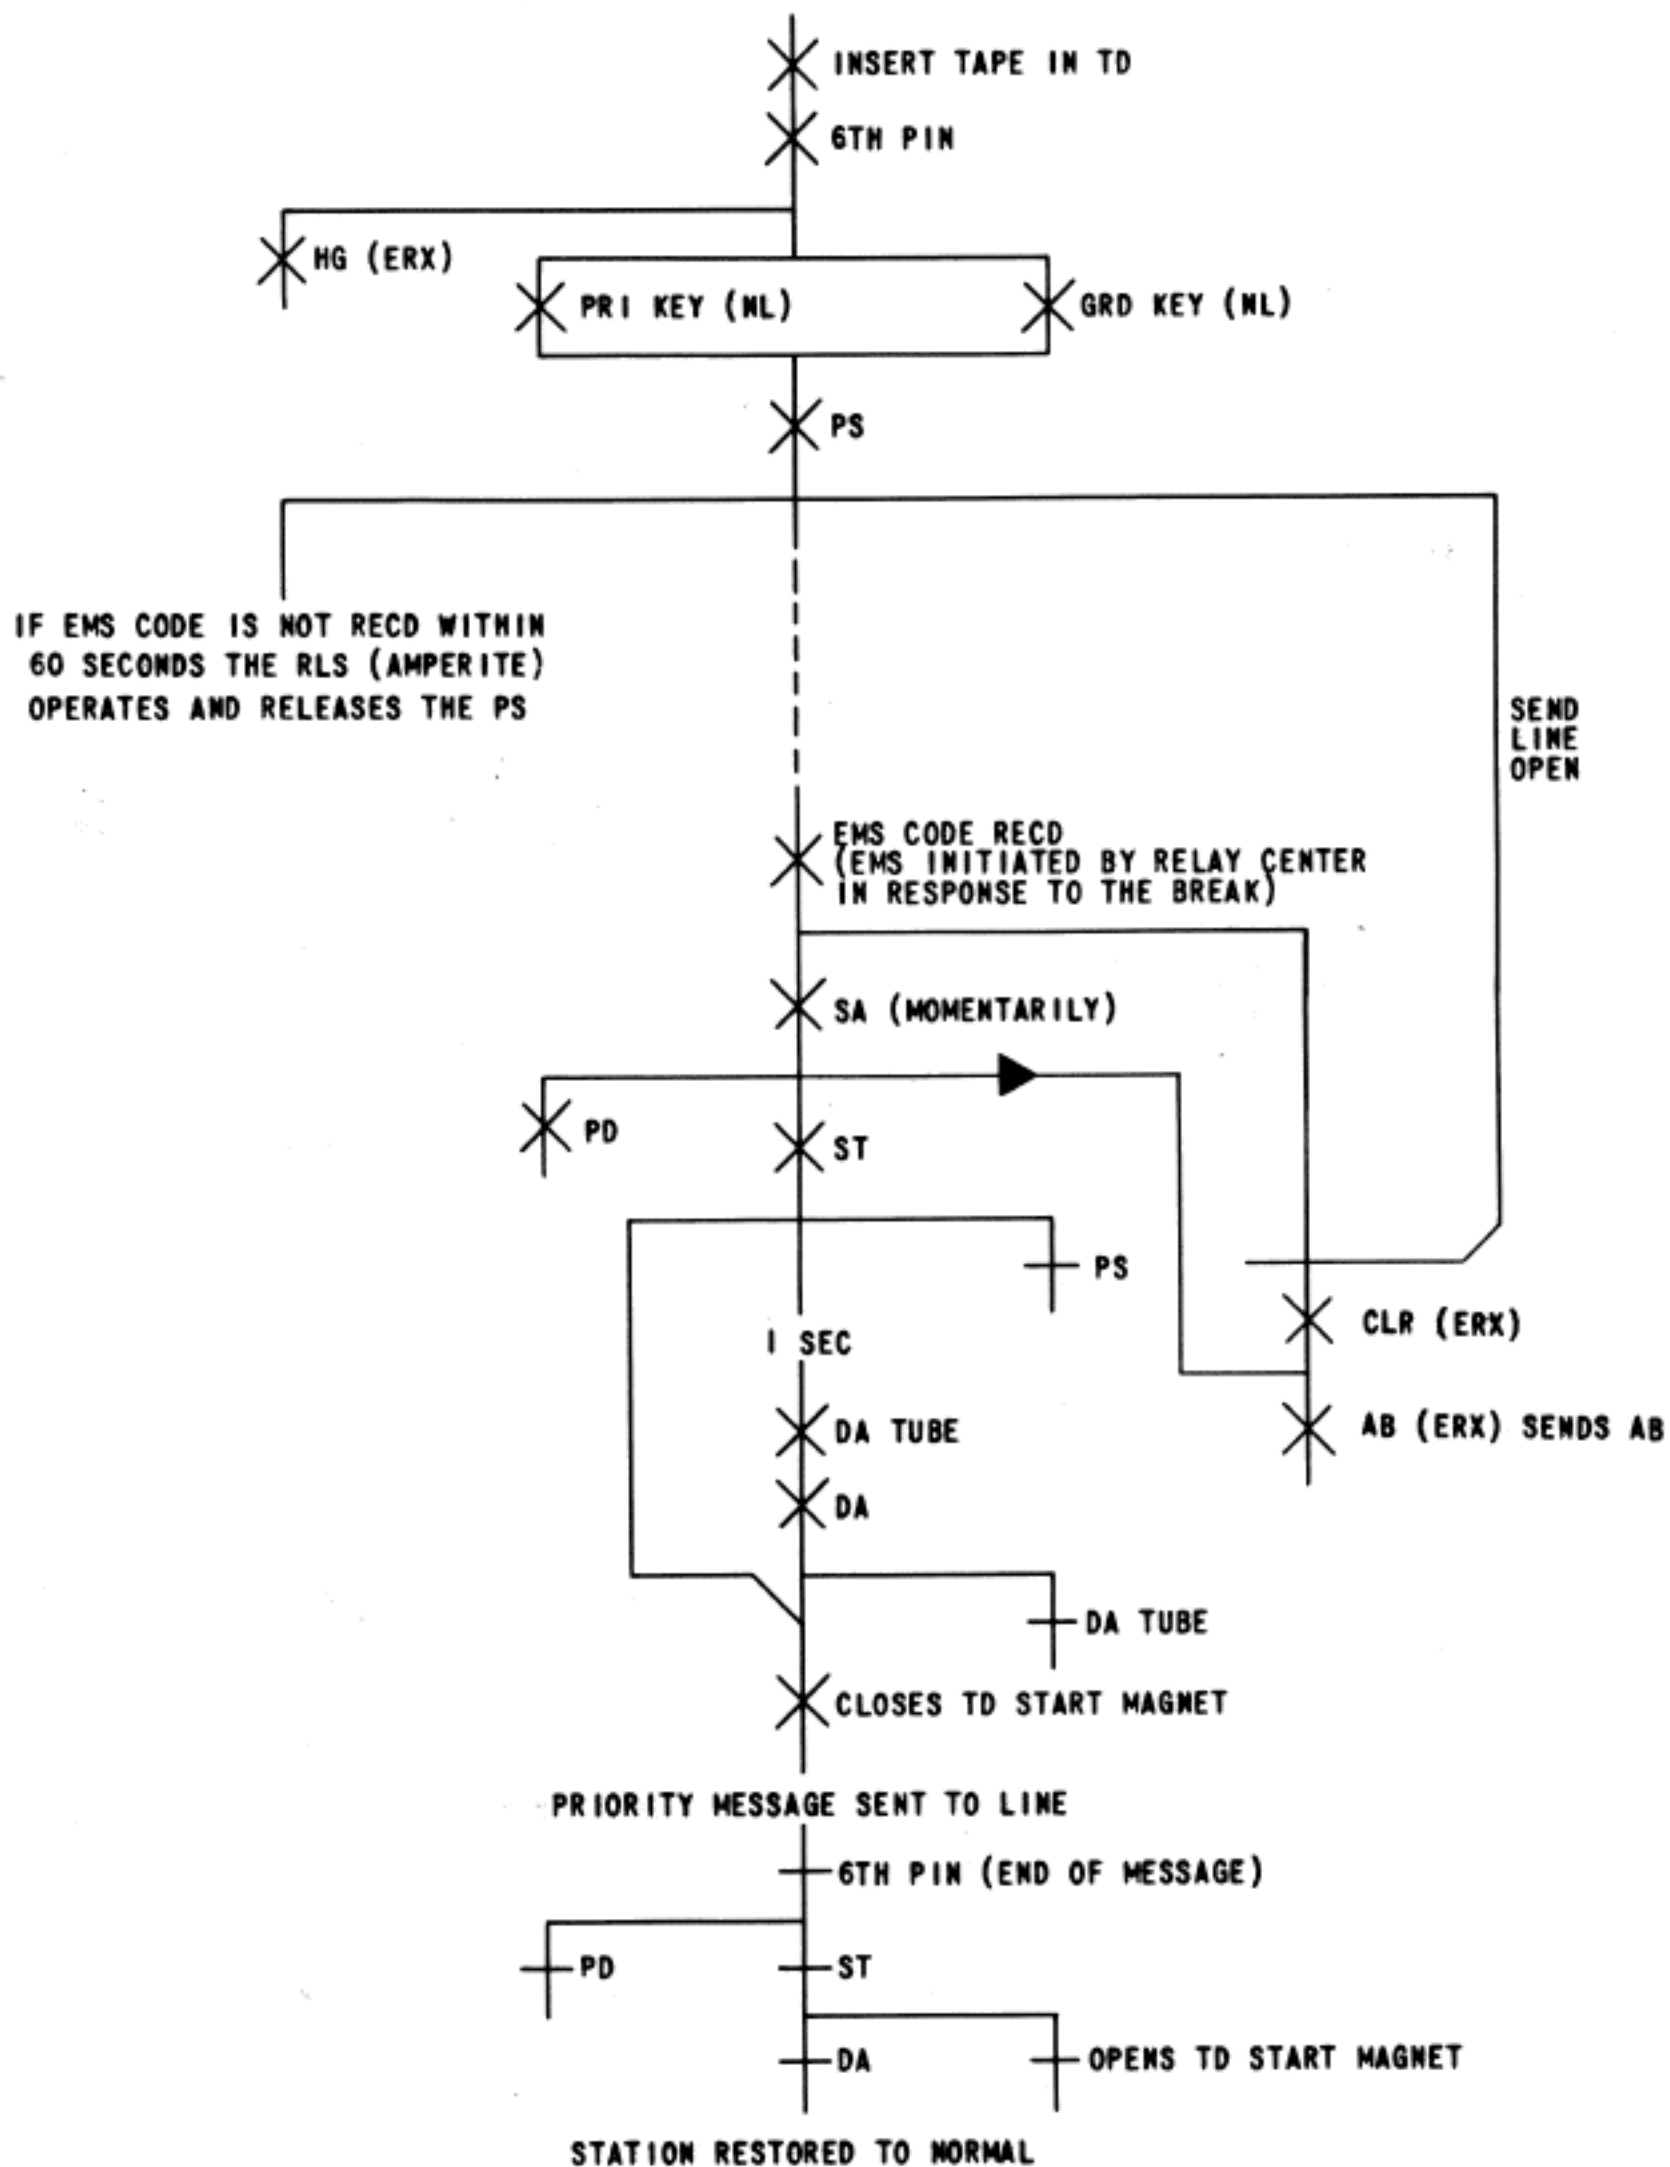 INSERT TAPE IN TD
6TH PIN
HG (ERX)
PRI KEY (NL)
GRD KEY (NL)
PS
IF EMS CODE IS NOT RECD WITHIN
60 SECONDS THE RLS (AMPERITE)
OPERATES AND RELEASES THE PS
SEND
LINE
OPEN
EMS CODE RECD
(EMS INITIATED BY RELAY CENTER
IN RESPONSE TO THE BREAK)
SA (MOMENTARILY)
PD
ST
PS
1 SEC
CLR (ERX)
DA TUBE
AB (ERX) SENDS AB
DA
DA TUBE
CLOSES TD START MAGNET
PRIORITY MESSAGE SENT TO LINE
6TH PIN (END OF MESSAGE)
PD
ST
DA
OPENS TD START MAGNET
STATION RESTORED TO NORMAL